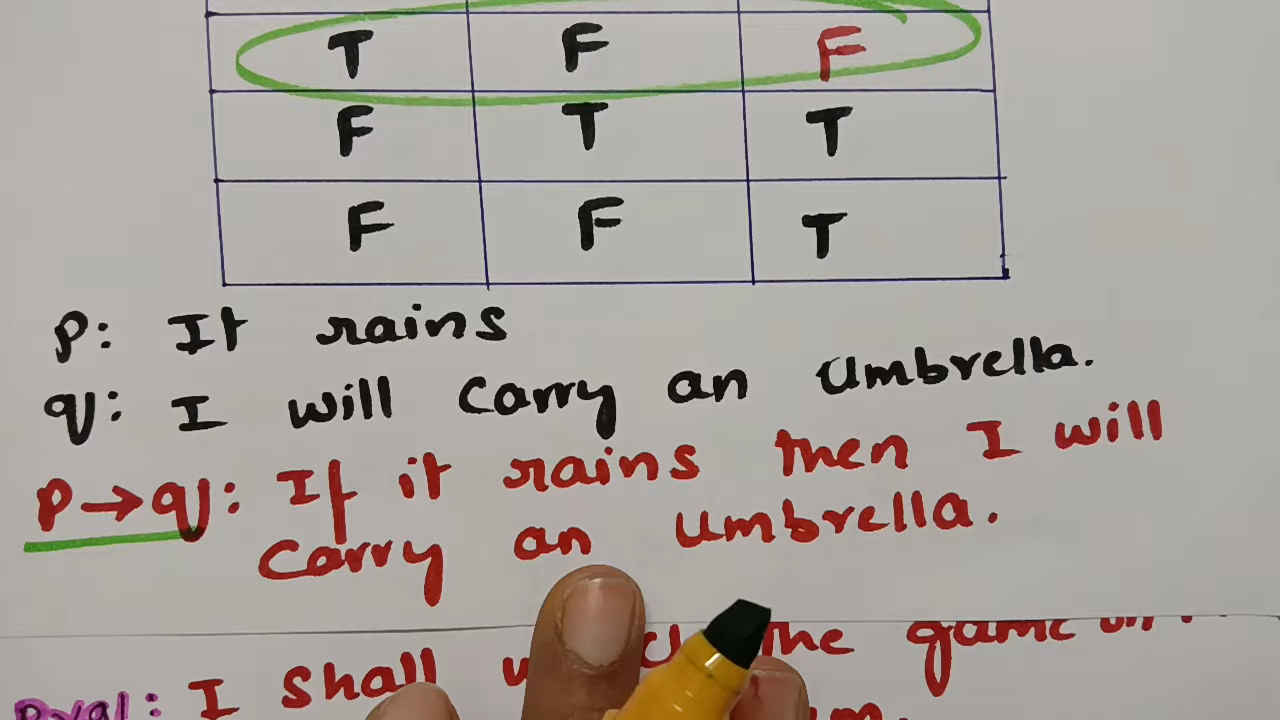 T F F
F T T
F F T
p: It rains
q: I will carry an umbrella.
p→q: If it rains then I will
carry an umbrella.
I shall the game